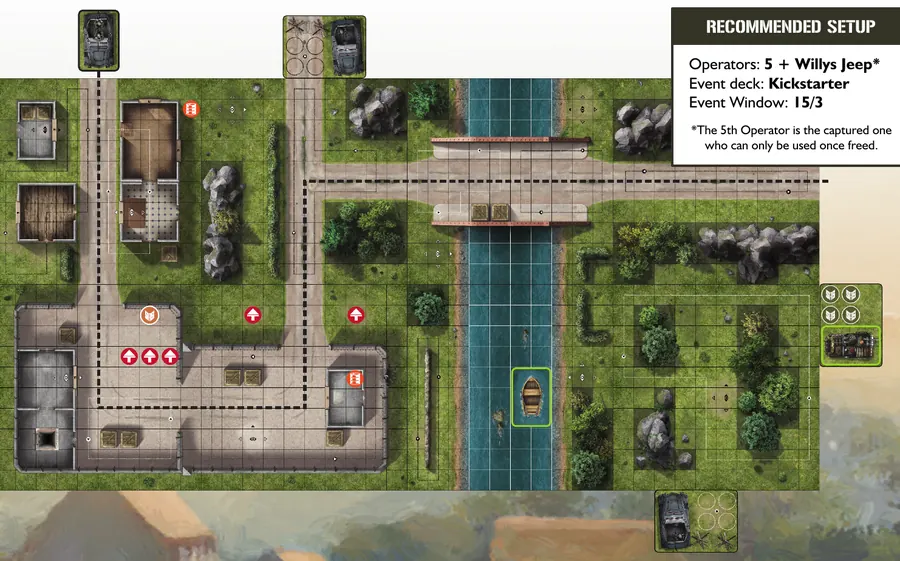 RECOMMENDED SETUP
Operators: 5 + Willys Jeep*
Event deck: Kickstarter
Event Window: 15/3
*The 5th Operator is the captured one
who can only be used once freed.